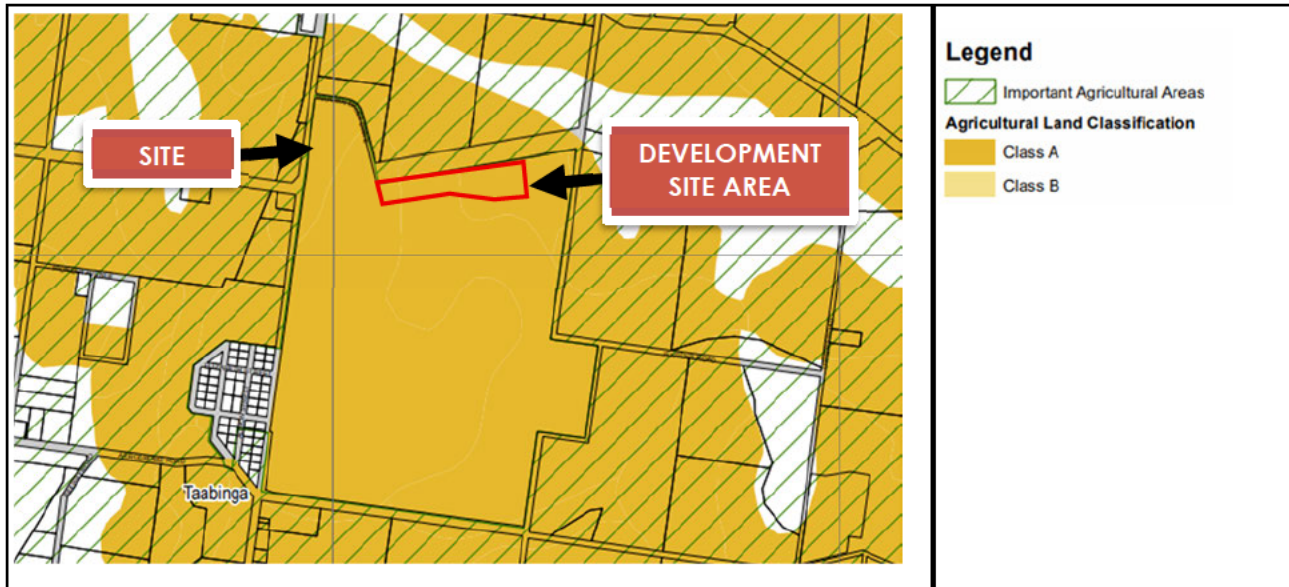 SITE
DEVELOPMENT
SITE AREA
Taabinga
Legend
Important Agricultural Areas
Agricultural Land Classification
Class A
Class B